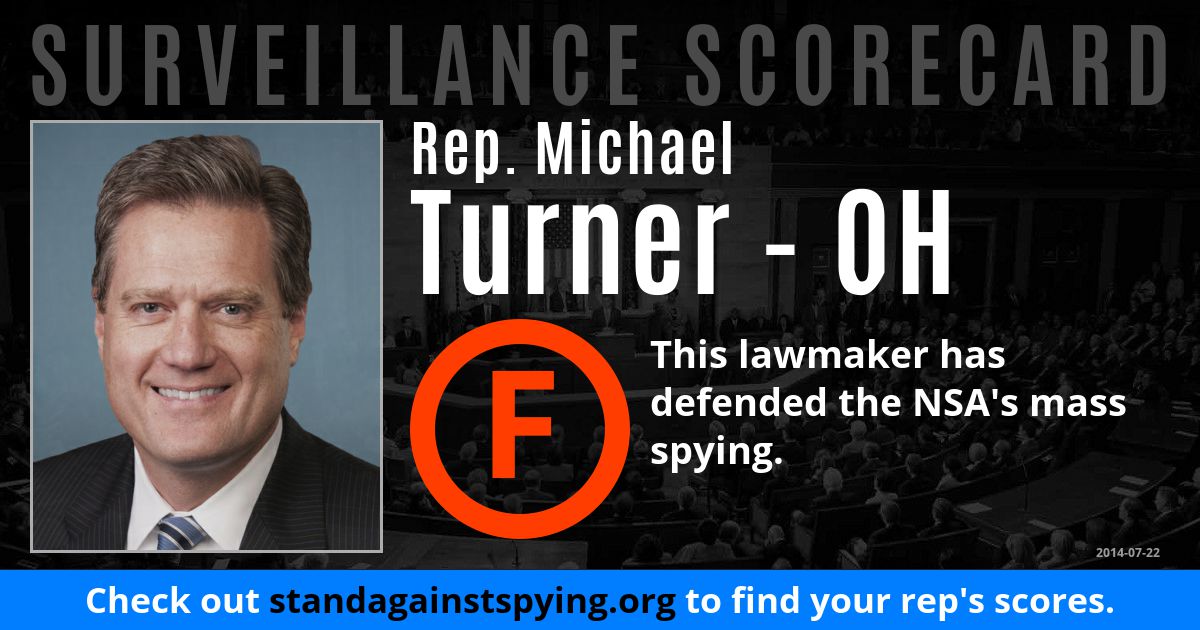 SURVEILLANCE SCORECARD
Rep. Michael
Turner - OH
F
This lawmaker has
defended the NSA's mass
spying.
2014-07-22
Check out standagainstspying.org to find your rep's scores.